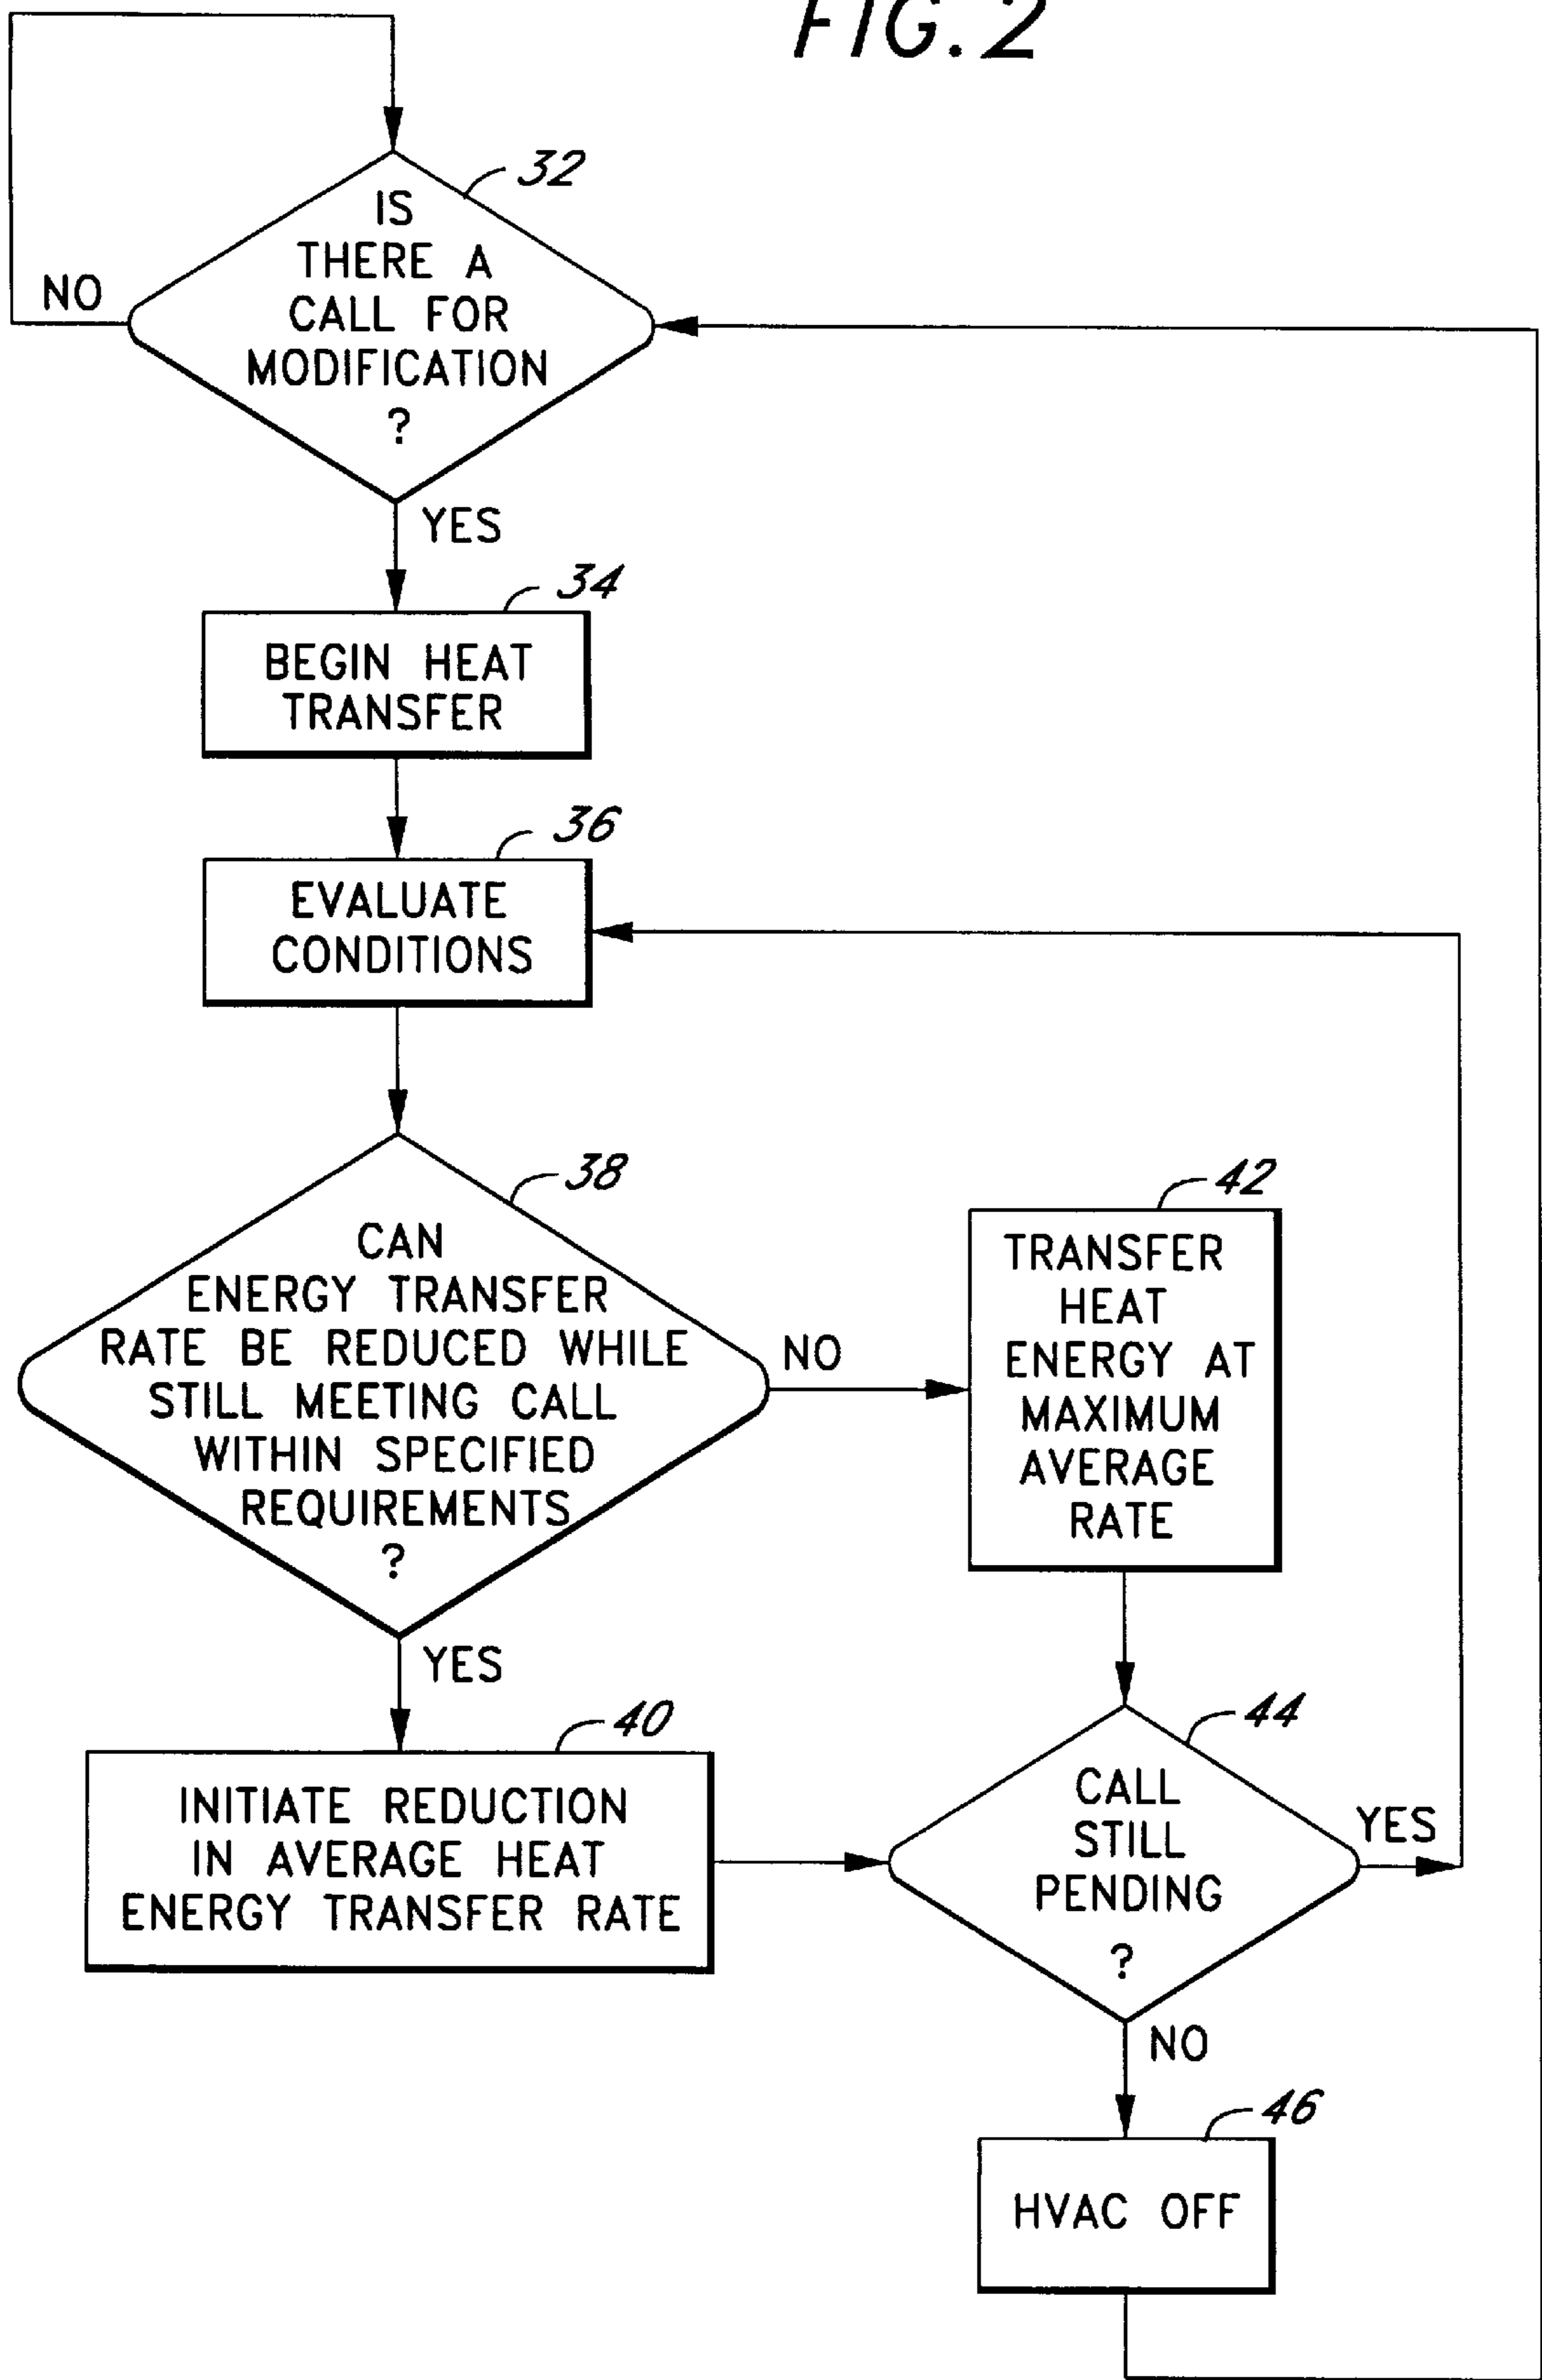 FIG. 2
32
IS
THERE A
CALL FOR
MODIFICATION
?
NO
YES
34
BEGIN HEAT
TRANSFER
36
EVALUATE
CONDITIONS
38
CAN
ENERGY TRANSFER
RATE BE REDUCED WHILE
STILL MEETING CALL
WITHIN SPECIFIED
REQUIREMENTS
?
NO
YES
42
TRANSFER
HEAT
ENERGY AT
MAXIMUM
AVERAGE
RATE
40
INITIATE REDUCTION
IN AVERAGE HEAT
ENERGY TRANSFER RATE
44
CALL
STILL
PENDING
?
YES
NO
46
HVAC OFF